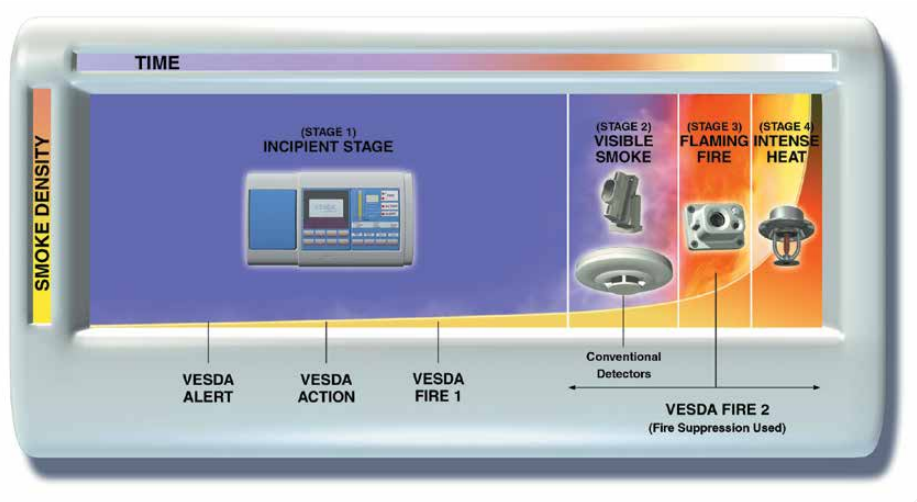 TIME
SMOKE DENSITY
(STAGE 1)
INCIPIENT STAGE
(STAGE 2)
VISIBLE
SMOKE
(STAGE 3)
FLAMING
FIRE
(STAGE 4)
INTENSE
HEAT
VESDA
ALERT
VESDA
ACTION
VESDA
FIRE 1
Conventional
Detectors
VESDA FIRE 2
(Fire Suppression Used)